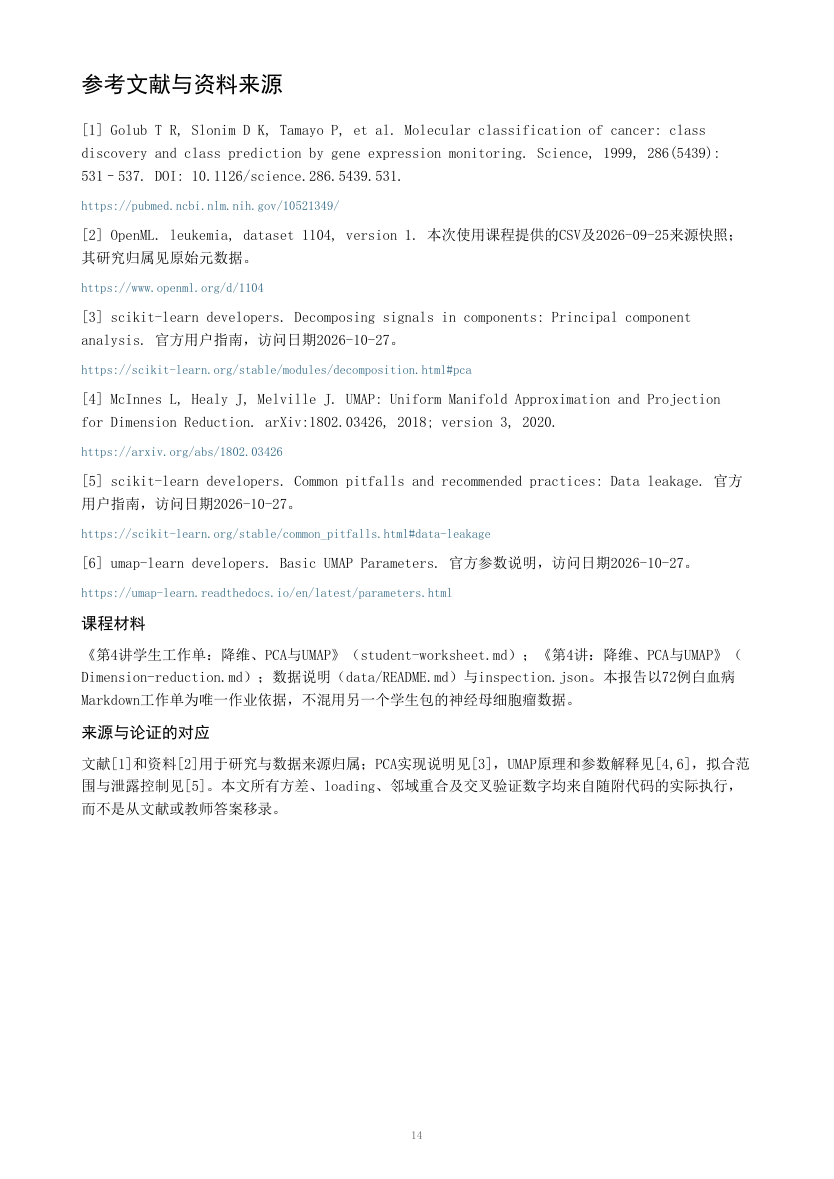 参考文献与资料来源
[1] Golub T R, Slonim D K, Tamayo P, et al. Molecular classification of cancer: class
discovery and class prediction by gene expression monitoring. Science, 1999, 286(5439):
531–537. DOI: 10.1126/science.286.5439.531.
https://pubmed.ncbi.nlm.nih.gov/10521349/
[2] OpenML. leukemia, dataset 1104, version 1. 本次使用课程提供的CSV及2026-09-25来源快照；
其研究归属见原始元数据。
https://www.openml.org/d/1104
[3] scikit-learn developers. Decomposing signals in components: Principal component
analysis. 官方用户指南，访问日期2026-10-27。
https://scikit-learn.org/stable/modules/decomposition.html#pca
[4] McInnes L, Healy J, Melville J. UMAP: Uniform Manifold Approximation and Projection
for Dimension Reduction. arXiv:1802.03426, 2018; version 3, 2020.
https://arxiv.org/abs/1802.03426
[5] scikit-learn developers. Common pitfalls and recommended practices: Data leakage. 官方
用户指南，访问日期2026-10-27。
https://scikit-learn.org/stable/common_pitfalls.html#data-leakage
[6] umap-learn developers. Basic UMAP Parameters. 官方参数说明，访问日期2026-10-27。
https://umap-learn.readthedocs.io/en/latest/parameters.html
课程材料
《第4讲学生工作单：降维、PCA与UMAP》（student-worksheet.md）；《第4讲：降维、PCA与UMAP》（
Dimension-reduction.md）；数据说明（data/README.md）与inspection.json。本报告以72例白血病
Markdown工作单为唯一作业依据，不混用另一个学生包的神经母细胞瘤数据。
来源与论证的对应
文献[1]和资料[2]用于研究与数据来源归属；PCA实现说明见[3]，UMAP原理和参数解释见[4,6]，拟合范
围与泄露控制见[5]。本文所有方差、loading、邻域重合及交叉验证数字均来自随附代码的实际执行，
而不是从文献或教师答案移录。
14